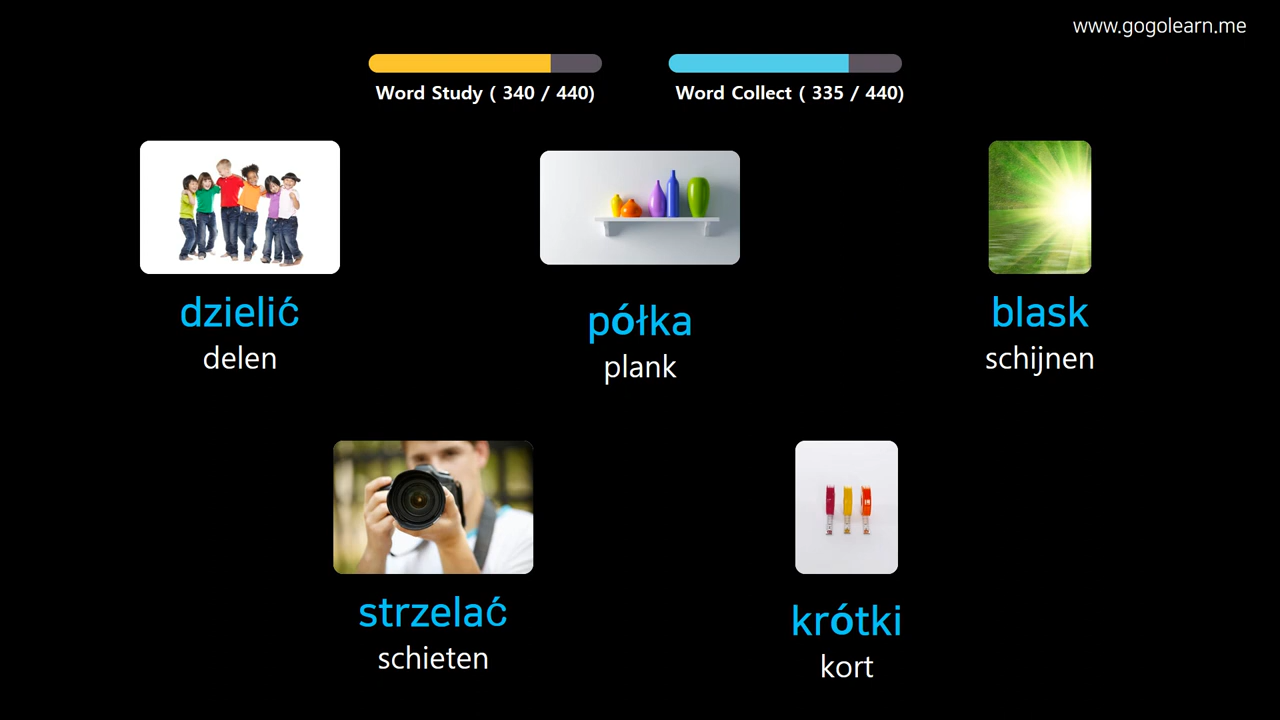 www.gogolearn.me
Word Study ( 340 / 440)
Word Collect ( 335 / 440)
dzielić
delen
półka
plank
blask
schijnen
strzelać
schieten
krótki
kort